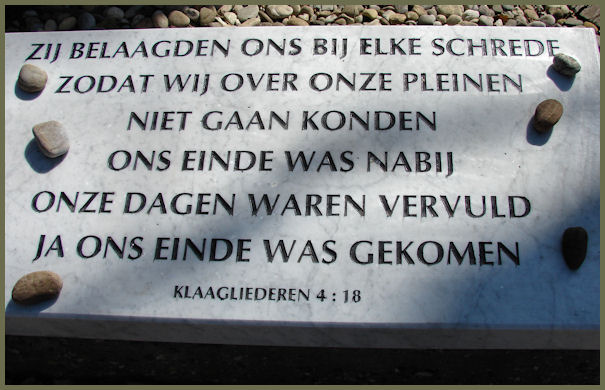 ZIJ BELAAGDEN ONS BIJ ELKE SCHREDE
ZODAT WIJ OVER ONZE PLEINEN
NIET GAAN KONDEN
ONS EINDE WAS NABIJ
ONZE DAGEN WAREN VERVULD
JA ONS EINDE WAS GEKOMEN
KLAAGLIEDEREN 4 : 18